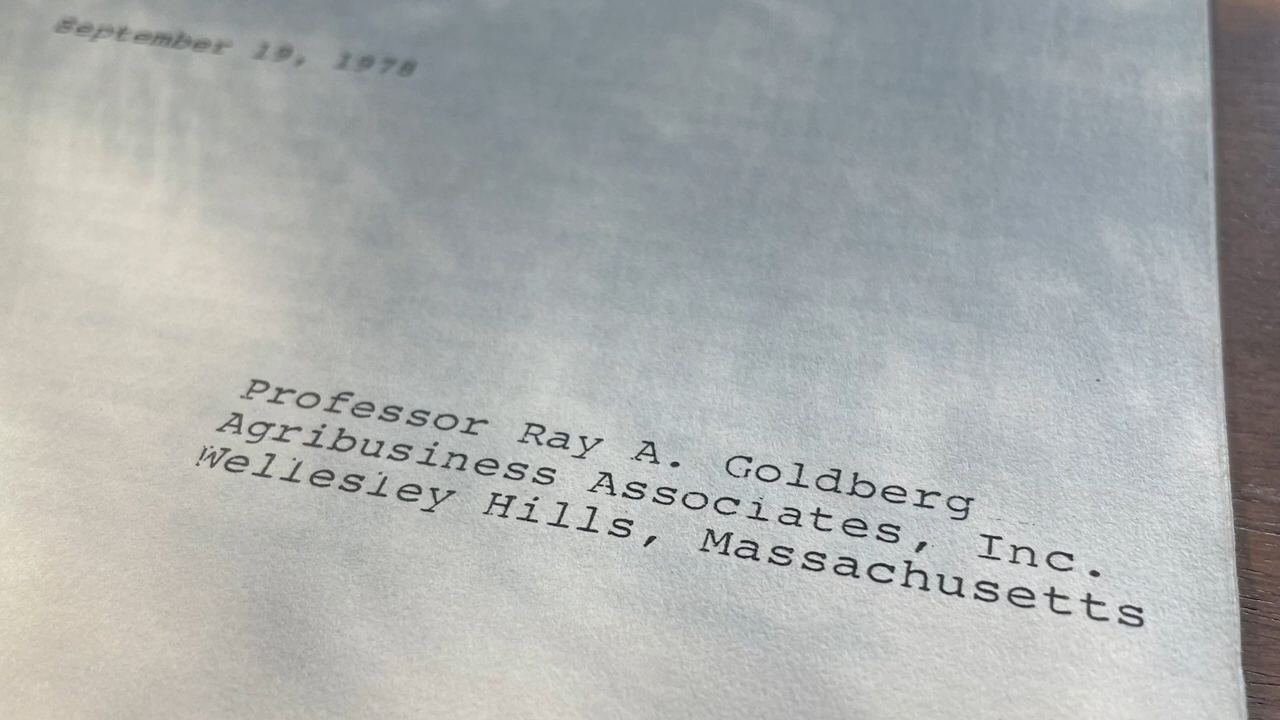 September 19, 1978
Professor Ray A. Goldberg
Agribusiness Associates, Inc.
Wellesley Hills, Massachusetts